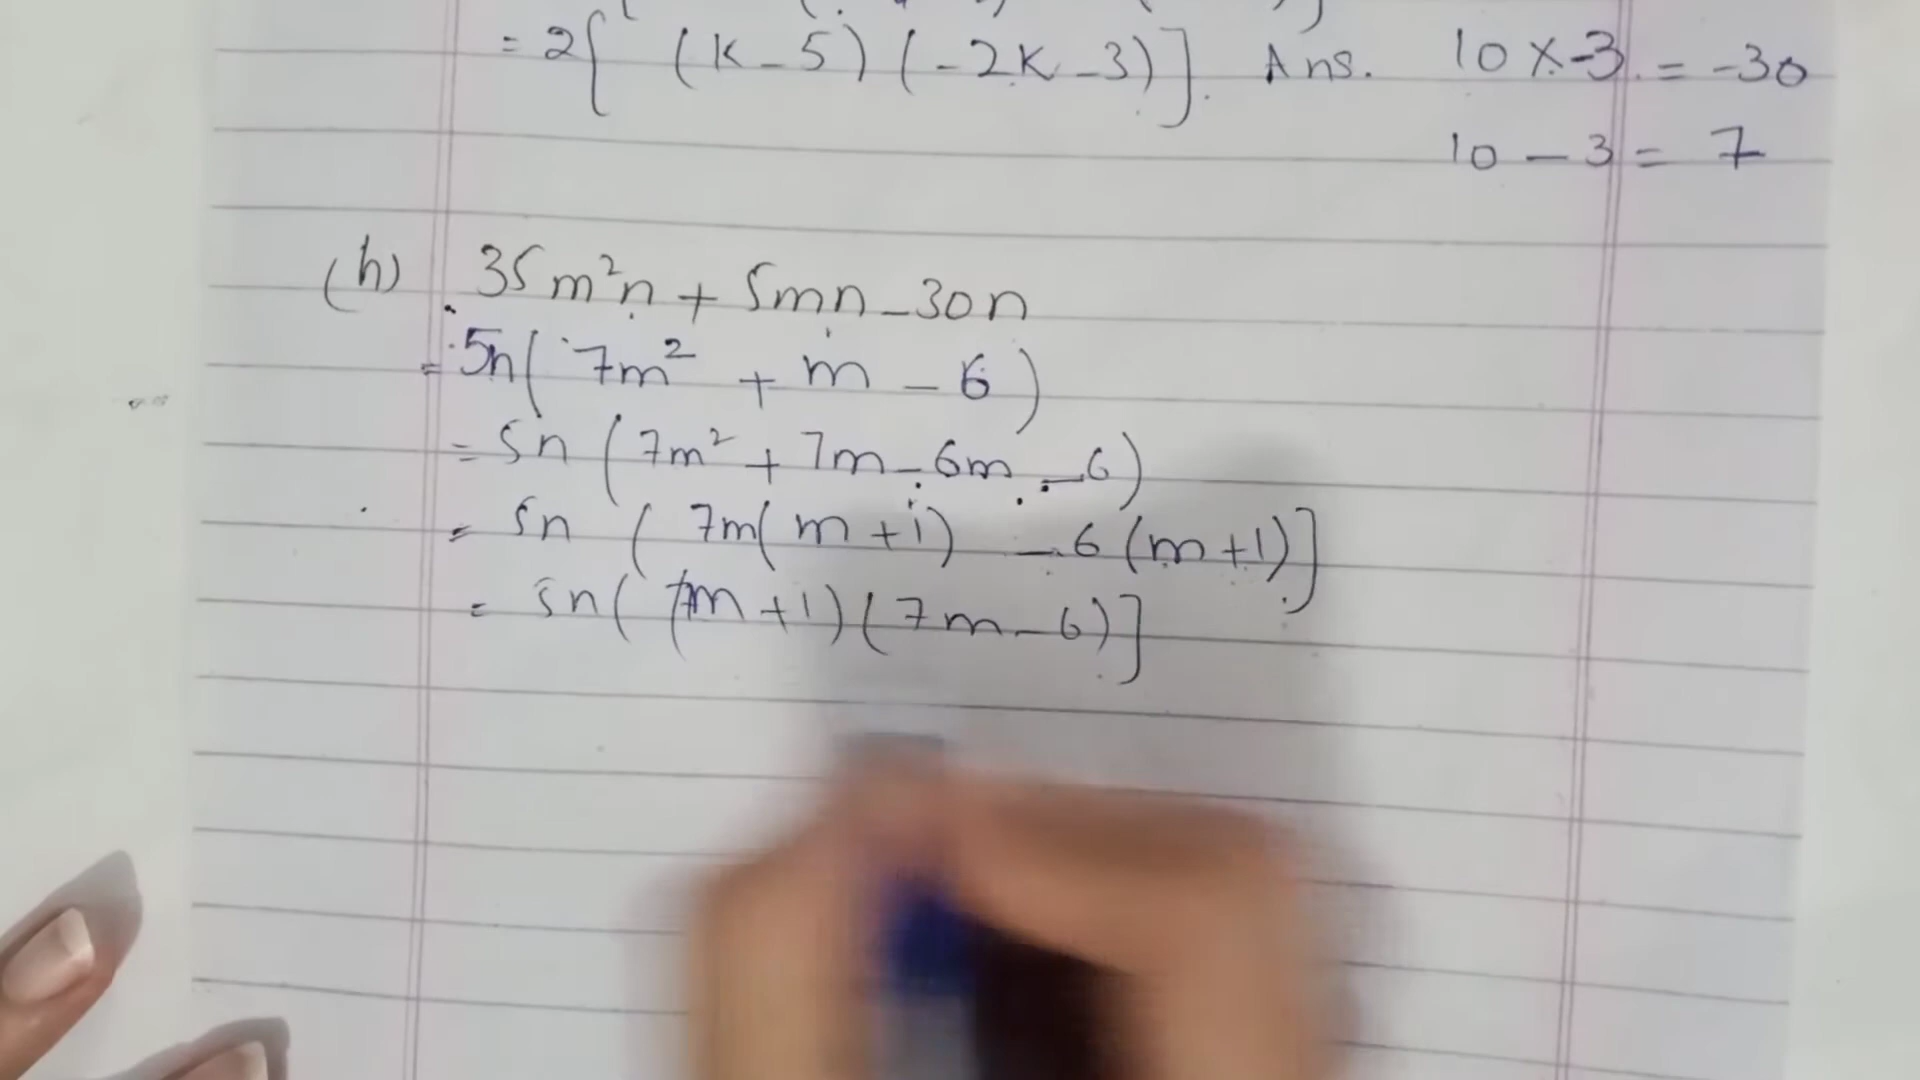 = 2[ (k - 5) (-2k - 3)] Ans. 10 x -3 = -30
10 - 3 = 7
(h) 35m²n + 5mn - 30n
= 5n( 7m² + m - 6 )
= 5n ( 7m² + 7m - 6m - 6)
= 5n ( 7m( m + 1) - 6 (m + 1)]
= 5n( (m + 1) ( 7m - 6)]